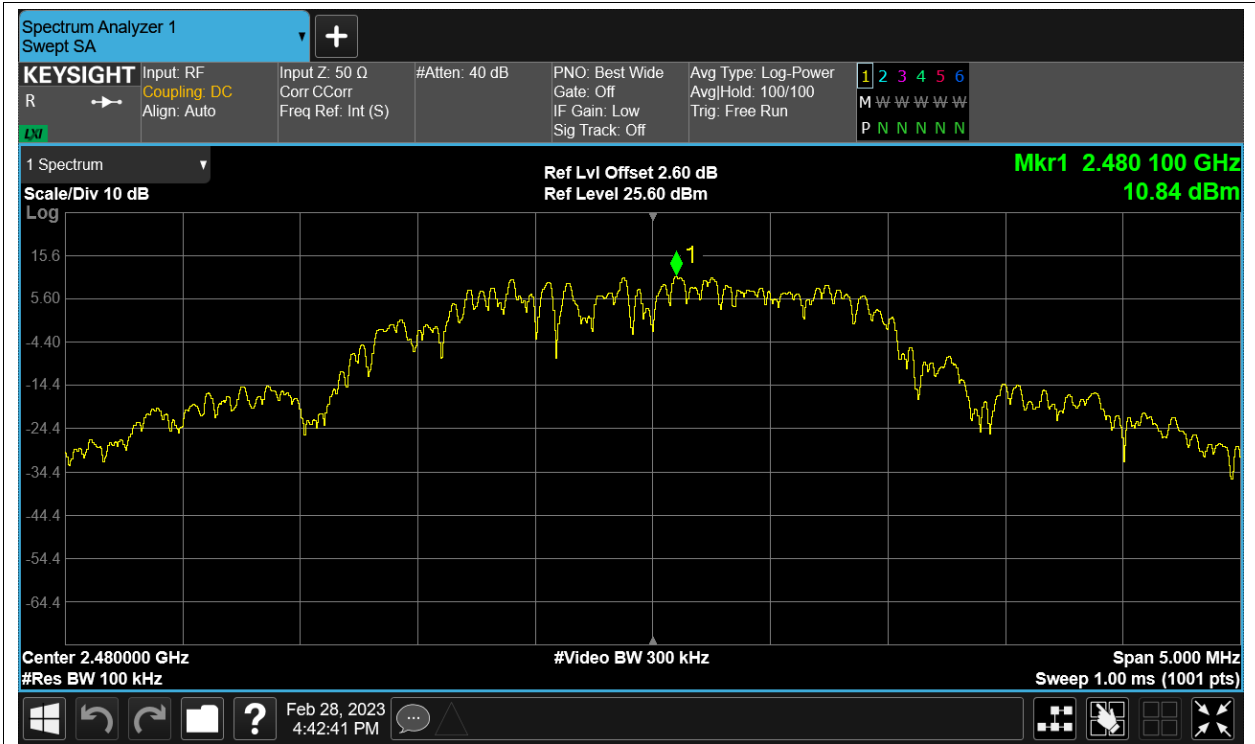 Spectrum Analyzer 1
Swept SA
+
KEYSIGHT
R
LXI
Input: RF
Coupling: DC
Align: Auto
Input Z: 50 Ω
Corr CCorr
Freq Ref: Int (S)
#Atten: 40 dB
PNO: Best Wide
Gate: Off
IF Gain: Low
Sig Track: Off
Avg Type: Log-Power
Avg|Hold: 100/100
Trig: Free Run
1 2 3 4 5 6
M W W W W W
P N N N N N
1 Spectrum
Scale/Div 10 dB
Log
Ref Lvl Offset 2.60 dB
Ref Level 25.60 dBm
Mkr1 2.480 100 GHz
10.84 dBm
1
15.6
5.60
-4.40
-14.4
-24.4
-34.4
-44.4
-54.4
-64.4
Center 2.480000 GHz
#Res BW 100 kHz
#Video BW 300 kHz
Span 5.000 MHz
Sweep 1.00 ms (1001 pts)
?
Feb 28, 2023
4:42:41 PM